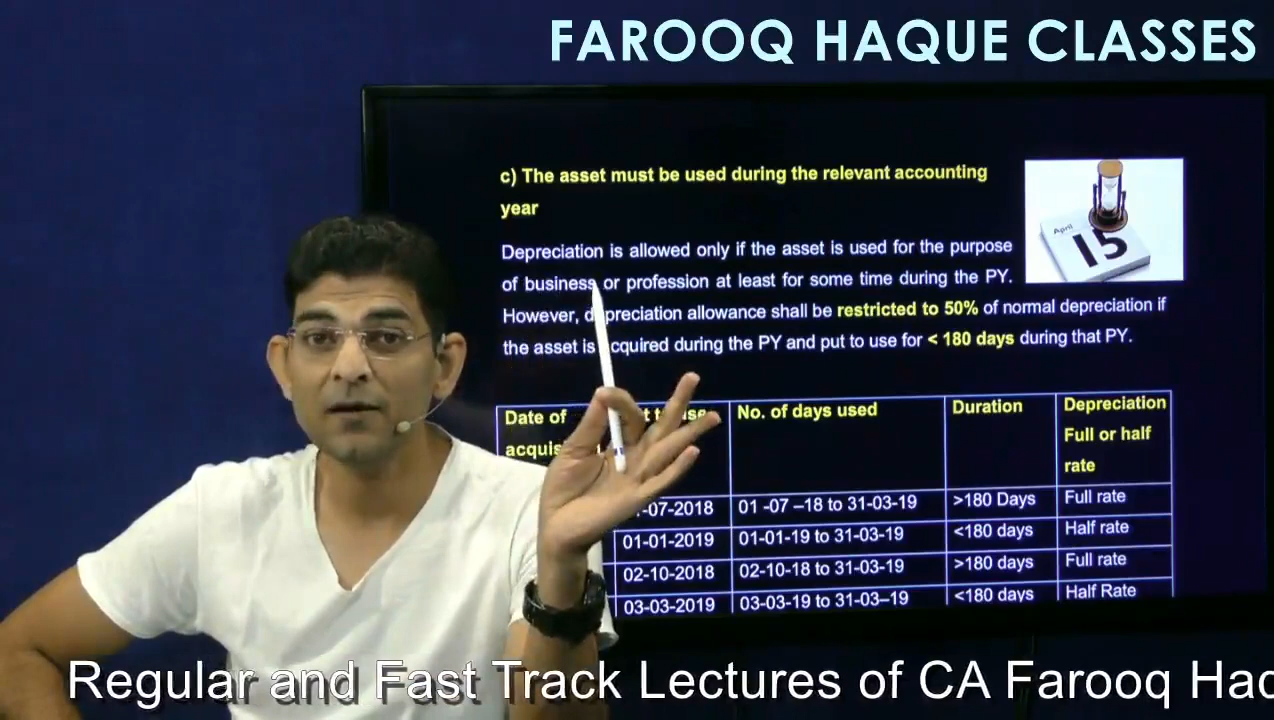 FAROOQ HAQUE CLASSES
c) The asset must be used during the relevant accounting
year
April
15
Depreciation is allowed only if the asset is used for the purpose
of business or profession at least for some time during the PY.
However, depreciation allowance shall be restricted to 50% of normal depreciation if
the asset is acquired during the PY and put to use for < 180 days during that PY.
Date of No. of days used Duration Depreciation
Full or half
rate
-07-2018 01 -07 –18 to 31-03-19 >180 Days Full rate
01-01-2019 01-01-19 to 31-03-19 <180 days Half rate
02-10-2018 02-10-18 to 31-03-19 >180 days Full rate
03-03-2019 03-03-19 to 31-03–19 <180 days Half Rate
Regular and Fast Track Lectures of CA Farooq